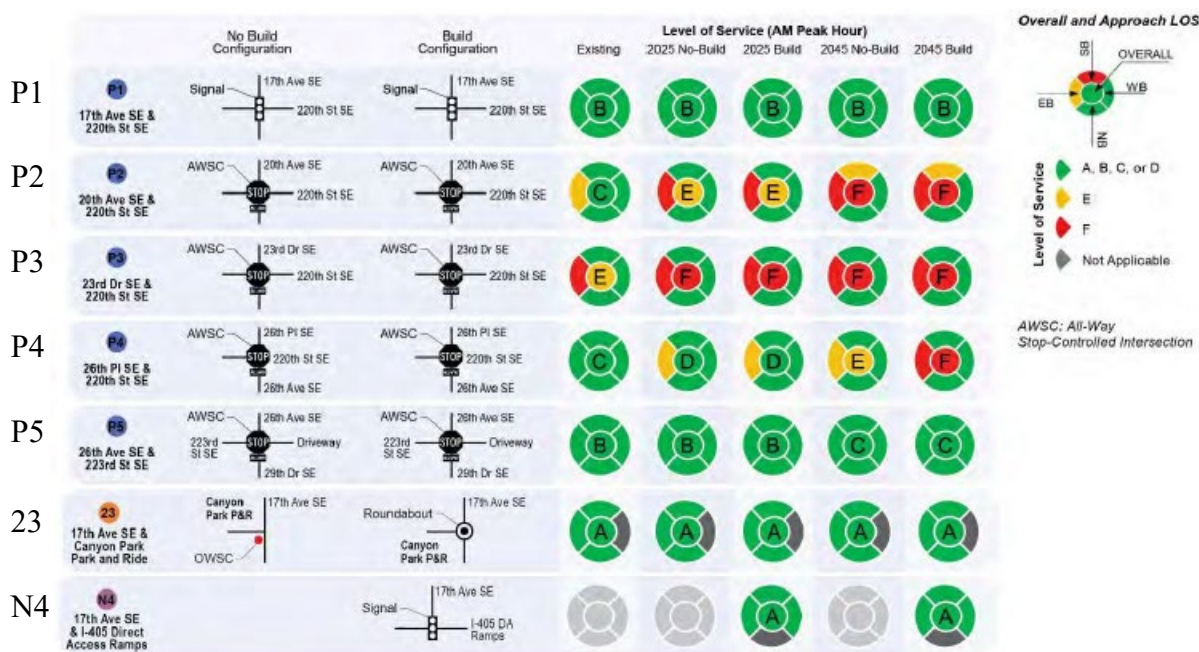 No Build
Configuration
Build
Configuration
Level of Service (AM Peak Hour)
Existing
2025 No-Build
2025 Build
2045 No-Build
2045 Build
Overall and Approach LOS
SB
OVERALL
EB
WB
NB
Level of Service
A, B, C, or D
E
F
Not Applicable
AWSC: All-Way
Stop-Controlled Intersection
P1
P1
17th Ave SE &
220th St SE
Signal
17th Ave SE
220th St SE
Signal
17th Ave SE
220th St SE
B
B
B
B
B
P2
P2
20th Ave SE &
220th St SE
AWSC
20th Ave SE
STOP
220th St SE
AWSC
20th Ave SE
STOP
220th St SE
C
E
E
F
F
P3
P3
23rd Dr SE &
220th St SE
AWSC
23rd Dr SE
STOP
220th St SE
AWSC
23rd Dr SE
STOP
220th St SE
E
F
F
F
F
P4
P4
26th Pl SE &
220th St SE
AWSC
26th Pl SE
STOP
220th St SE
26th Ave SE
AWSC
26th Pl SE
STOP
220th St SE
26th Ave SE
C
D
D
E
F
P5
P5
26th Ave SE &
223rd St SE
AWSC
26th Ave SE
223rd
St SE
STOP
Driveway
29th Dr SE
AWSC
26th Ave SE
223rd
St SE
STOP
Driveway
29th Dr SE
B
B
B
C
C
23
23
17th Ave SE &
Canyon Park
Park and Ride
Canyon
Park P&R
17th Ave SE
OWSC
17th Ave SE
Roundabout
Canyon
Park P&R
A
A
A
A
A
N4
N4
17th Ave SE
& I-405 Direct
Access Ramps
17th Ave SE
Signal
I-405 DA
Ramps
A
A